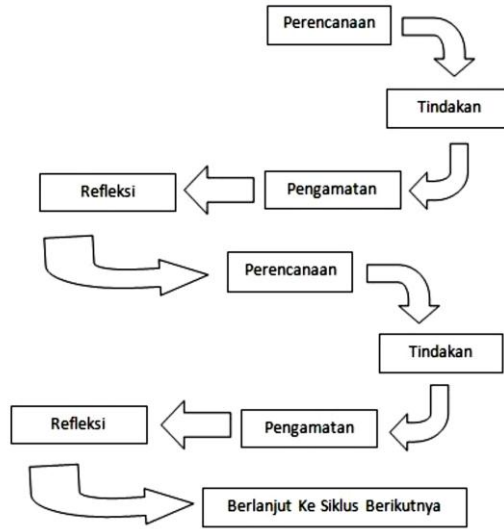 Perencanaan
Tindakan
Pengamatan
Refleksi
Perencanaan
Tindakan
Pengamatan
Refleksi
Berlanjut Ke Siklus Berikutnya